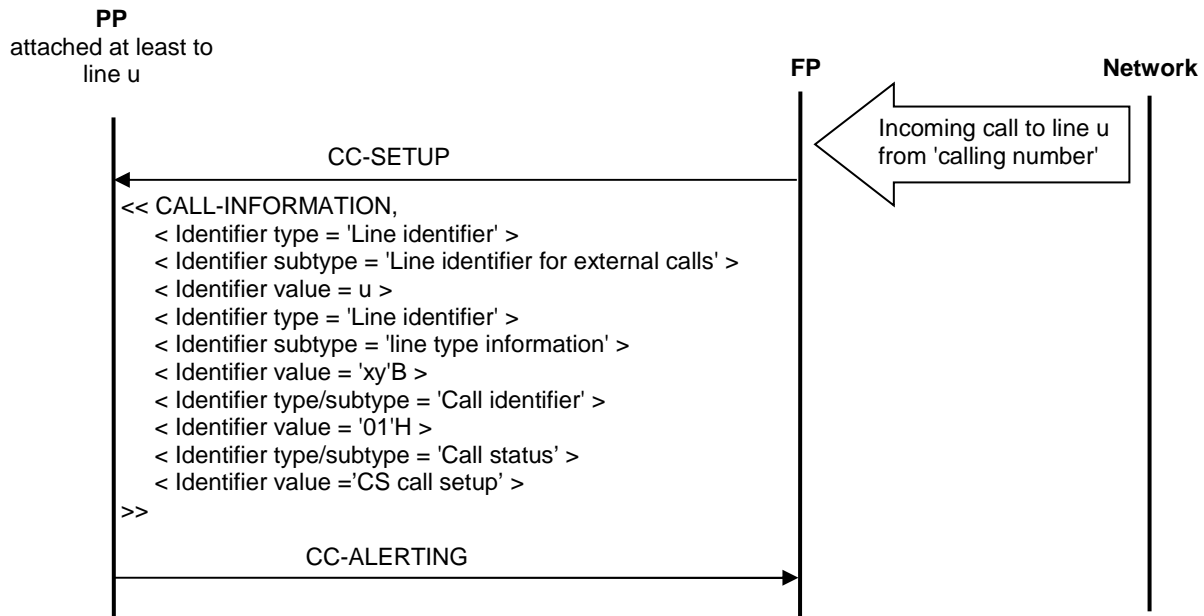 PP
attached at least to
line u
FP
Network
Incoming call to line u
from 'calling number'
CC-SETUP
<< CALL-INFORMATION,
< Identifier type = 'Line identifier' >
< Identifier subtype = 'Line identifier for external calls' >
< Identifier value = u >
< Identifier type = 'Line identifier' >
< Identifier subtype = 'line type information' >
< Identifier value = 'xy'B >
< Identifier type/subtype = 'Call identifier' >
< Identifier value = '01'H >
< Identifier type/subtype = 'Call status’ >
< Identifier value =’CS call setup’ >
>>
CC-ALERTING